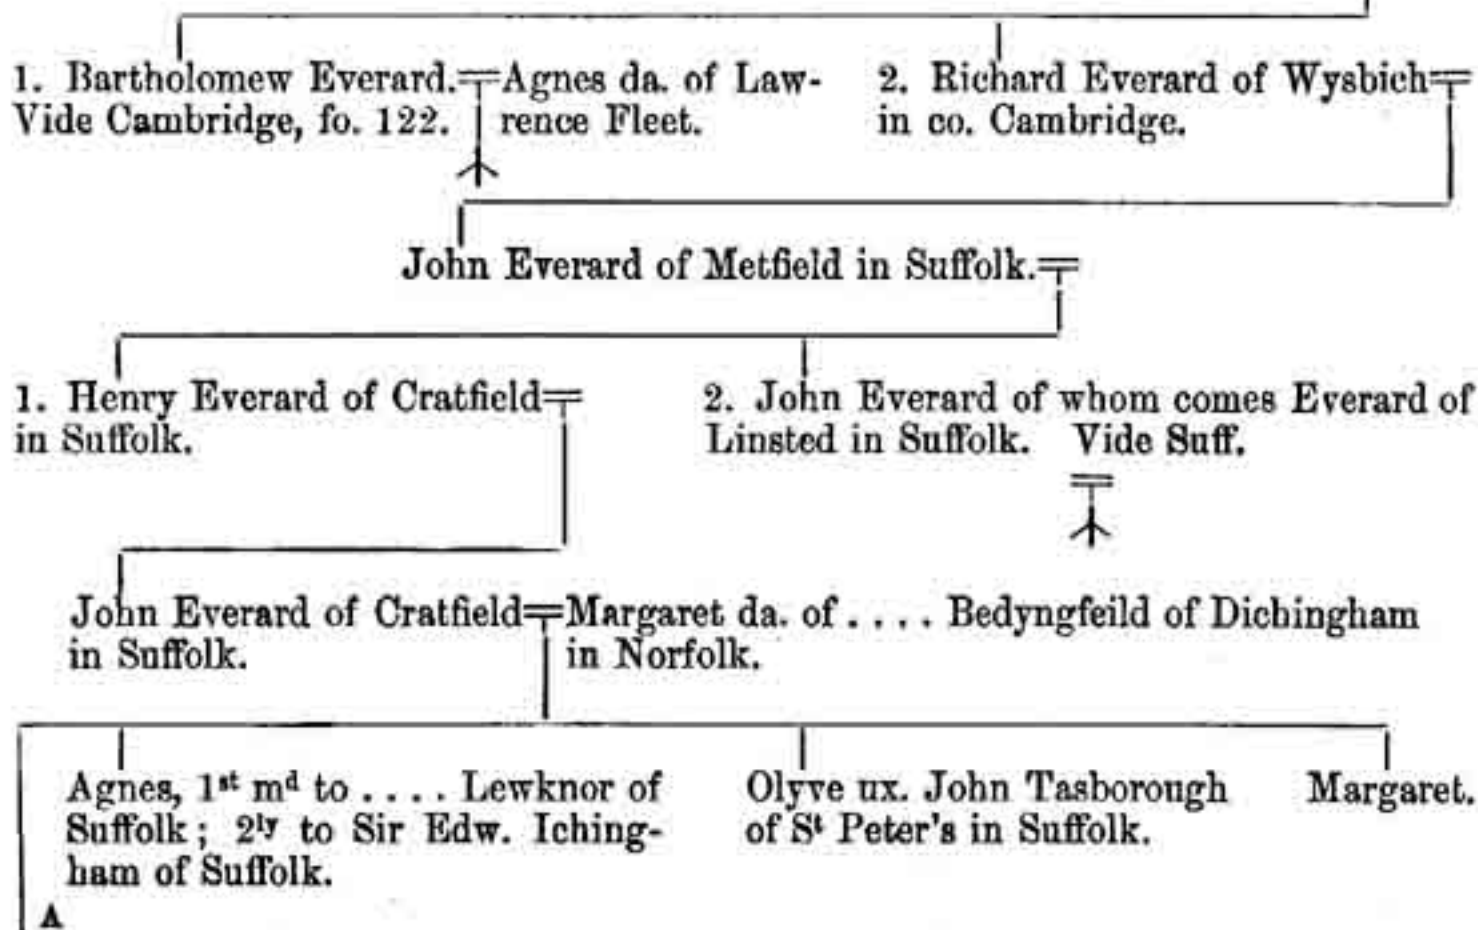 1. Bartholomew Everard.
Vide Cambridge, fo. 122.
Agnes da. of Law-
rence Fleet.
2. Richard Everard of Wysbich
in co. Cambridge.
John Everard of Metfield in Suffolk.
1. Henry Everard of Cratfield
in Suffolk.
2. John Everard of whom comes Everard of
Linsted in Suffolk. Vide Suff.
John Everard of Cratfield
in Suffolk.
Margaret da. of . . . . Bedyngfeild of Dichingham
in Norfolk.
Agnes, 1st md to . . . . Lewknor of
Suffolk; 2ly to Sir Edw. Iching-
ham of Suffolk.
Olyve ux. John Tasborough
of St Peter's in Suffolk.
Margaret.
A